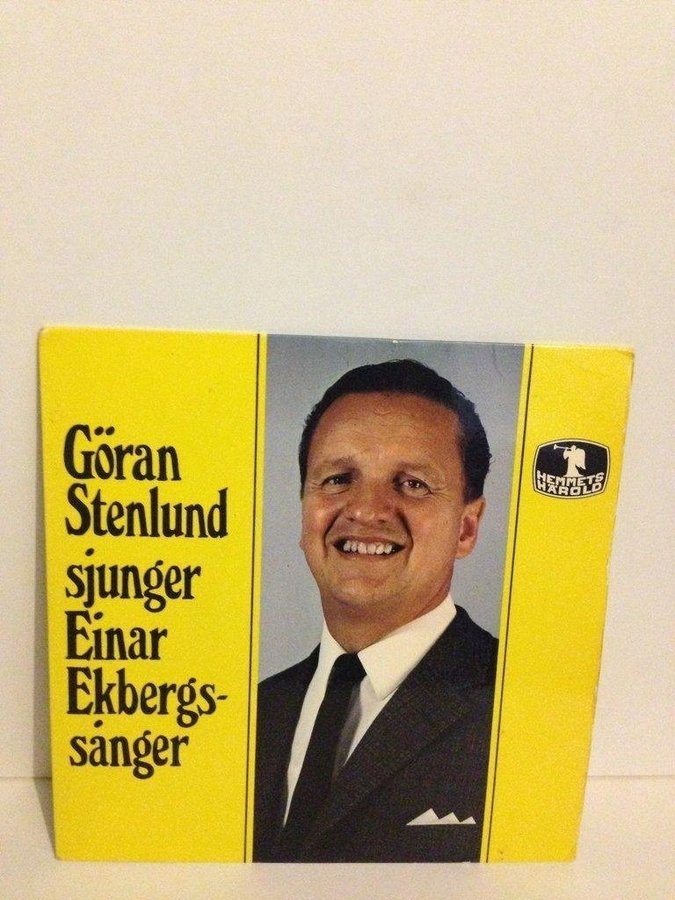 Göran
Stenlund
sjunger
Einar
Ekbergs-
sånger
HEMMETS
HÄROLD